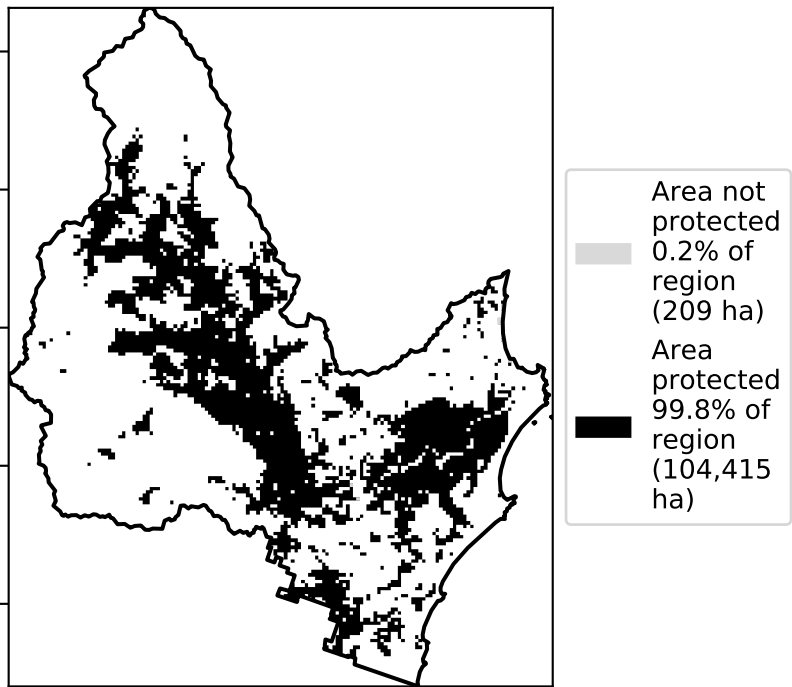 Area not
protected
0.2% of
region
(209 ha)
Area
protected
99.8% of
region
(104,415
ha)